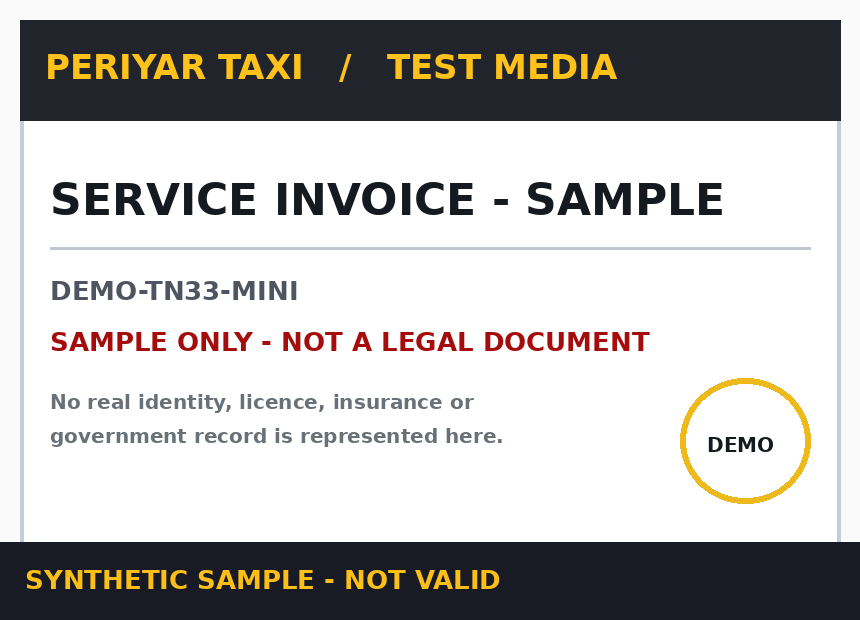 PERIYAR TAXI / TEST MEDIA
SERVICE INVOICE - SAMPLE
DEMO-TN33-MINI
SAMPLE ONLY - NOT A LEGAL DOCUMENT
No real identity, licence, insurance or
government record is represented here.
DEMO
SYNTHETIC SAMPLE - NOT VALID